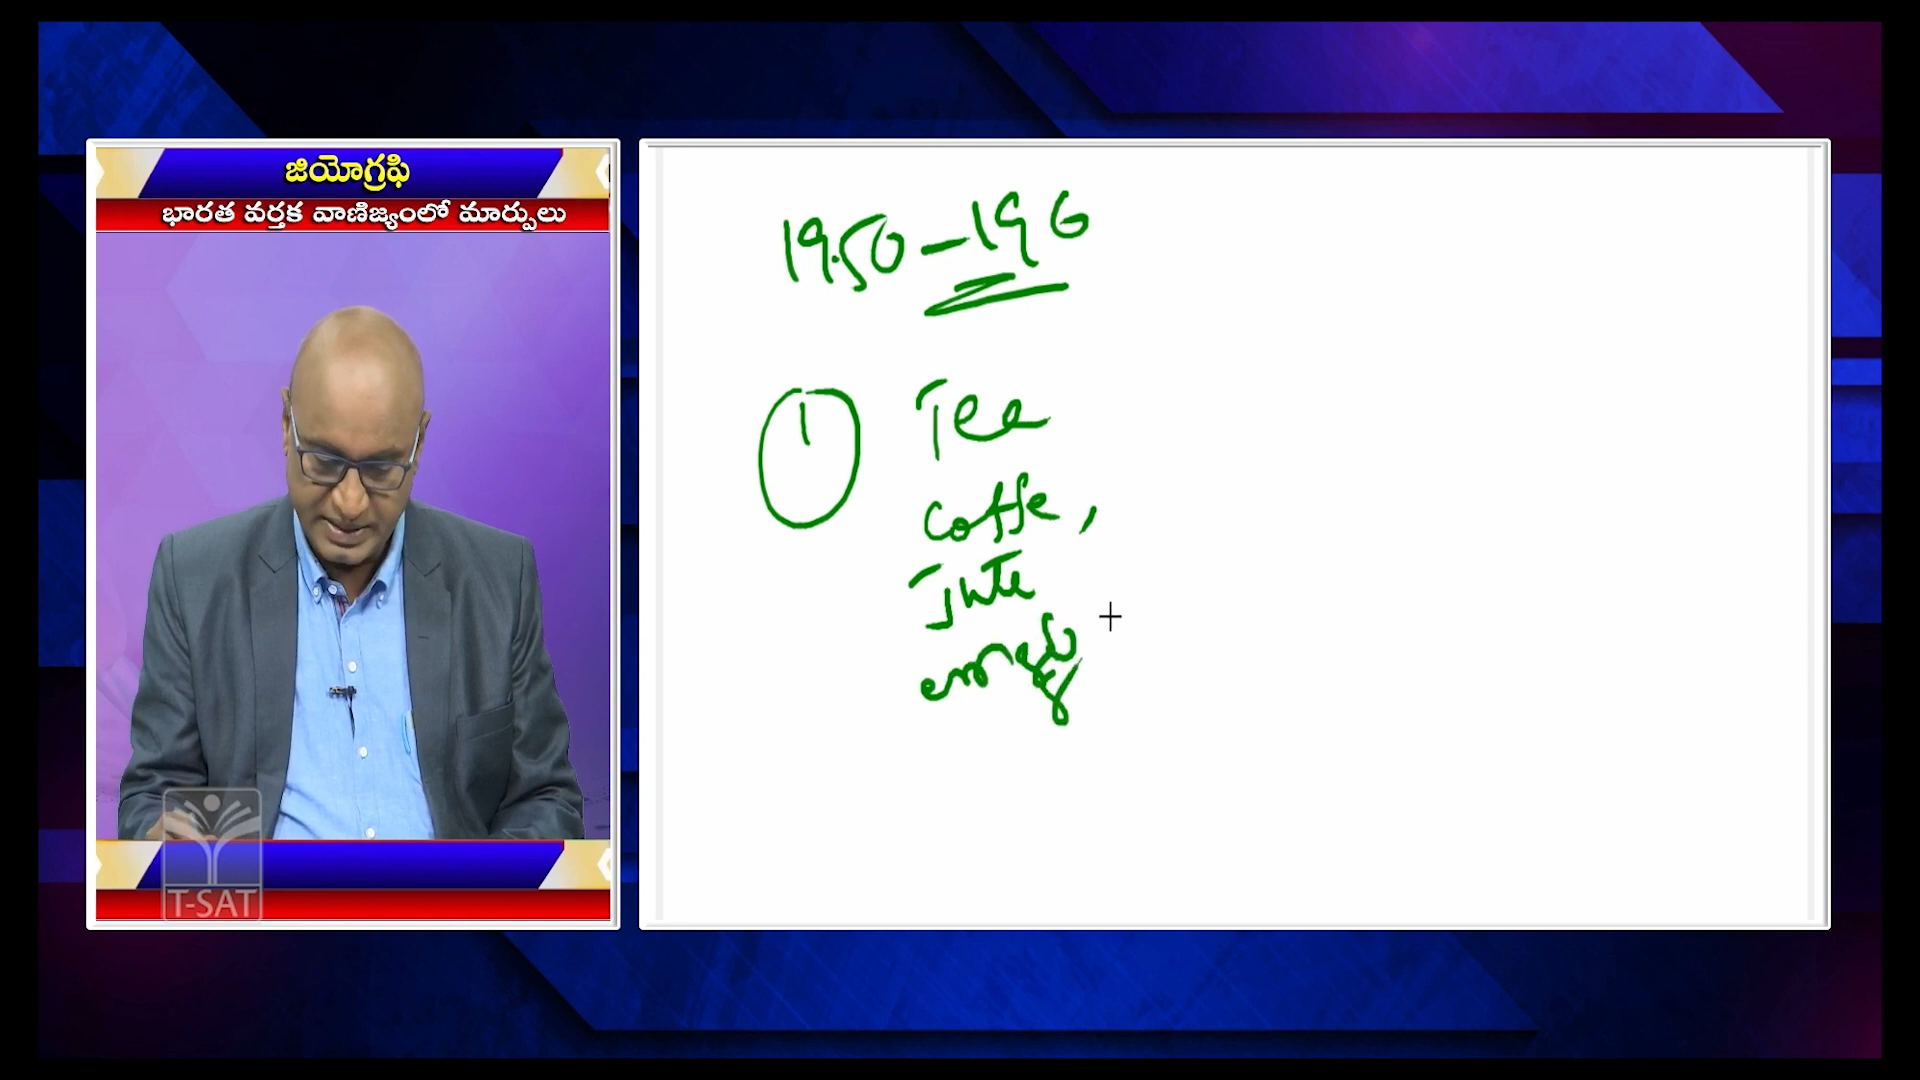 జియోగ్రఫి
భారత వర్తక వాణిజ్యంలో మార్పులు
1950 - 196
1 Tea
Coffe,
Jute
T-SAT